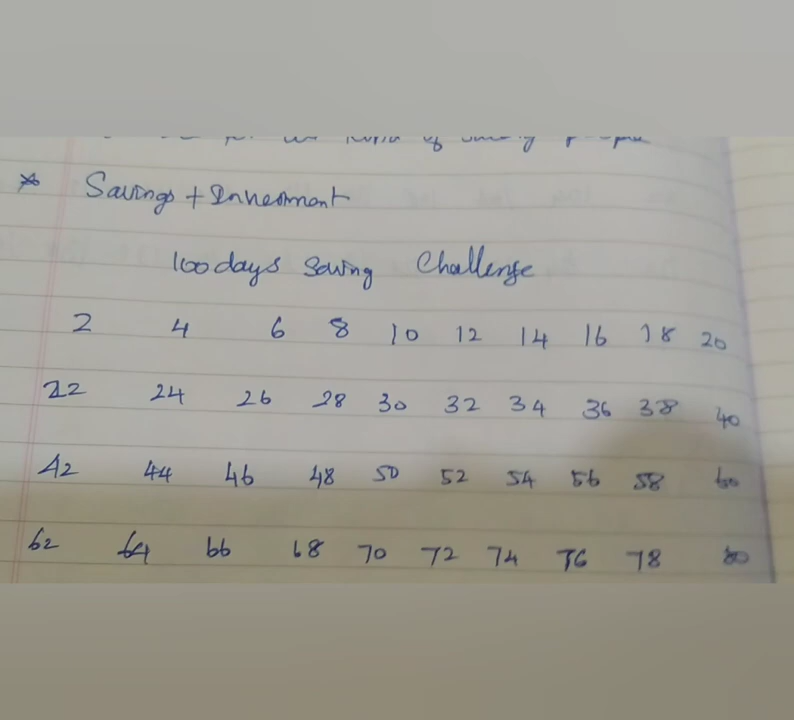 of
* Savings + Invesment
100 days Saving Challenge
2 4 6 8 10 12 14 16 18 20
22 24 26 28 30 32 34 36 38 40
42 44 46 48 50 52 54 56 58 60
62 64 66 68 70 72 74 76 78 80